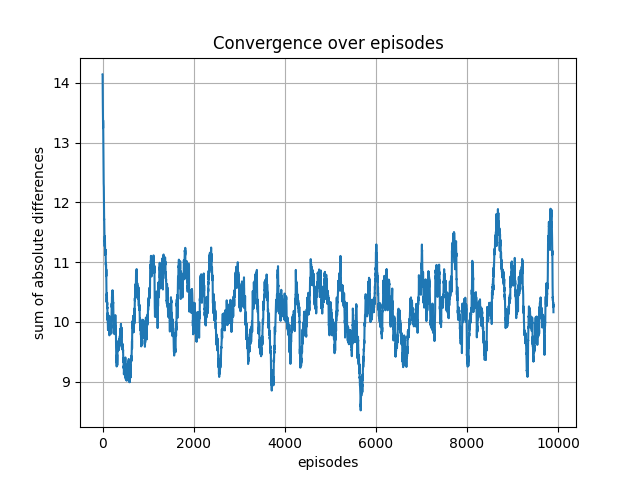 Convergence over episodes
sum of absolute differences
14
13
12
11
10
9
0 2000 4000 6000 8000 10000
episodes